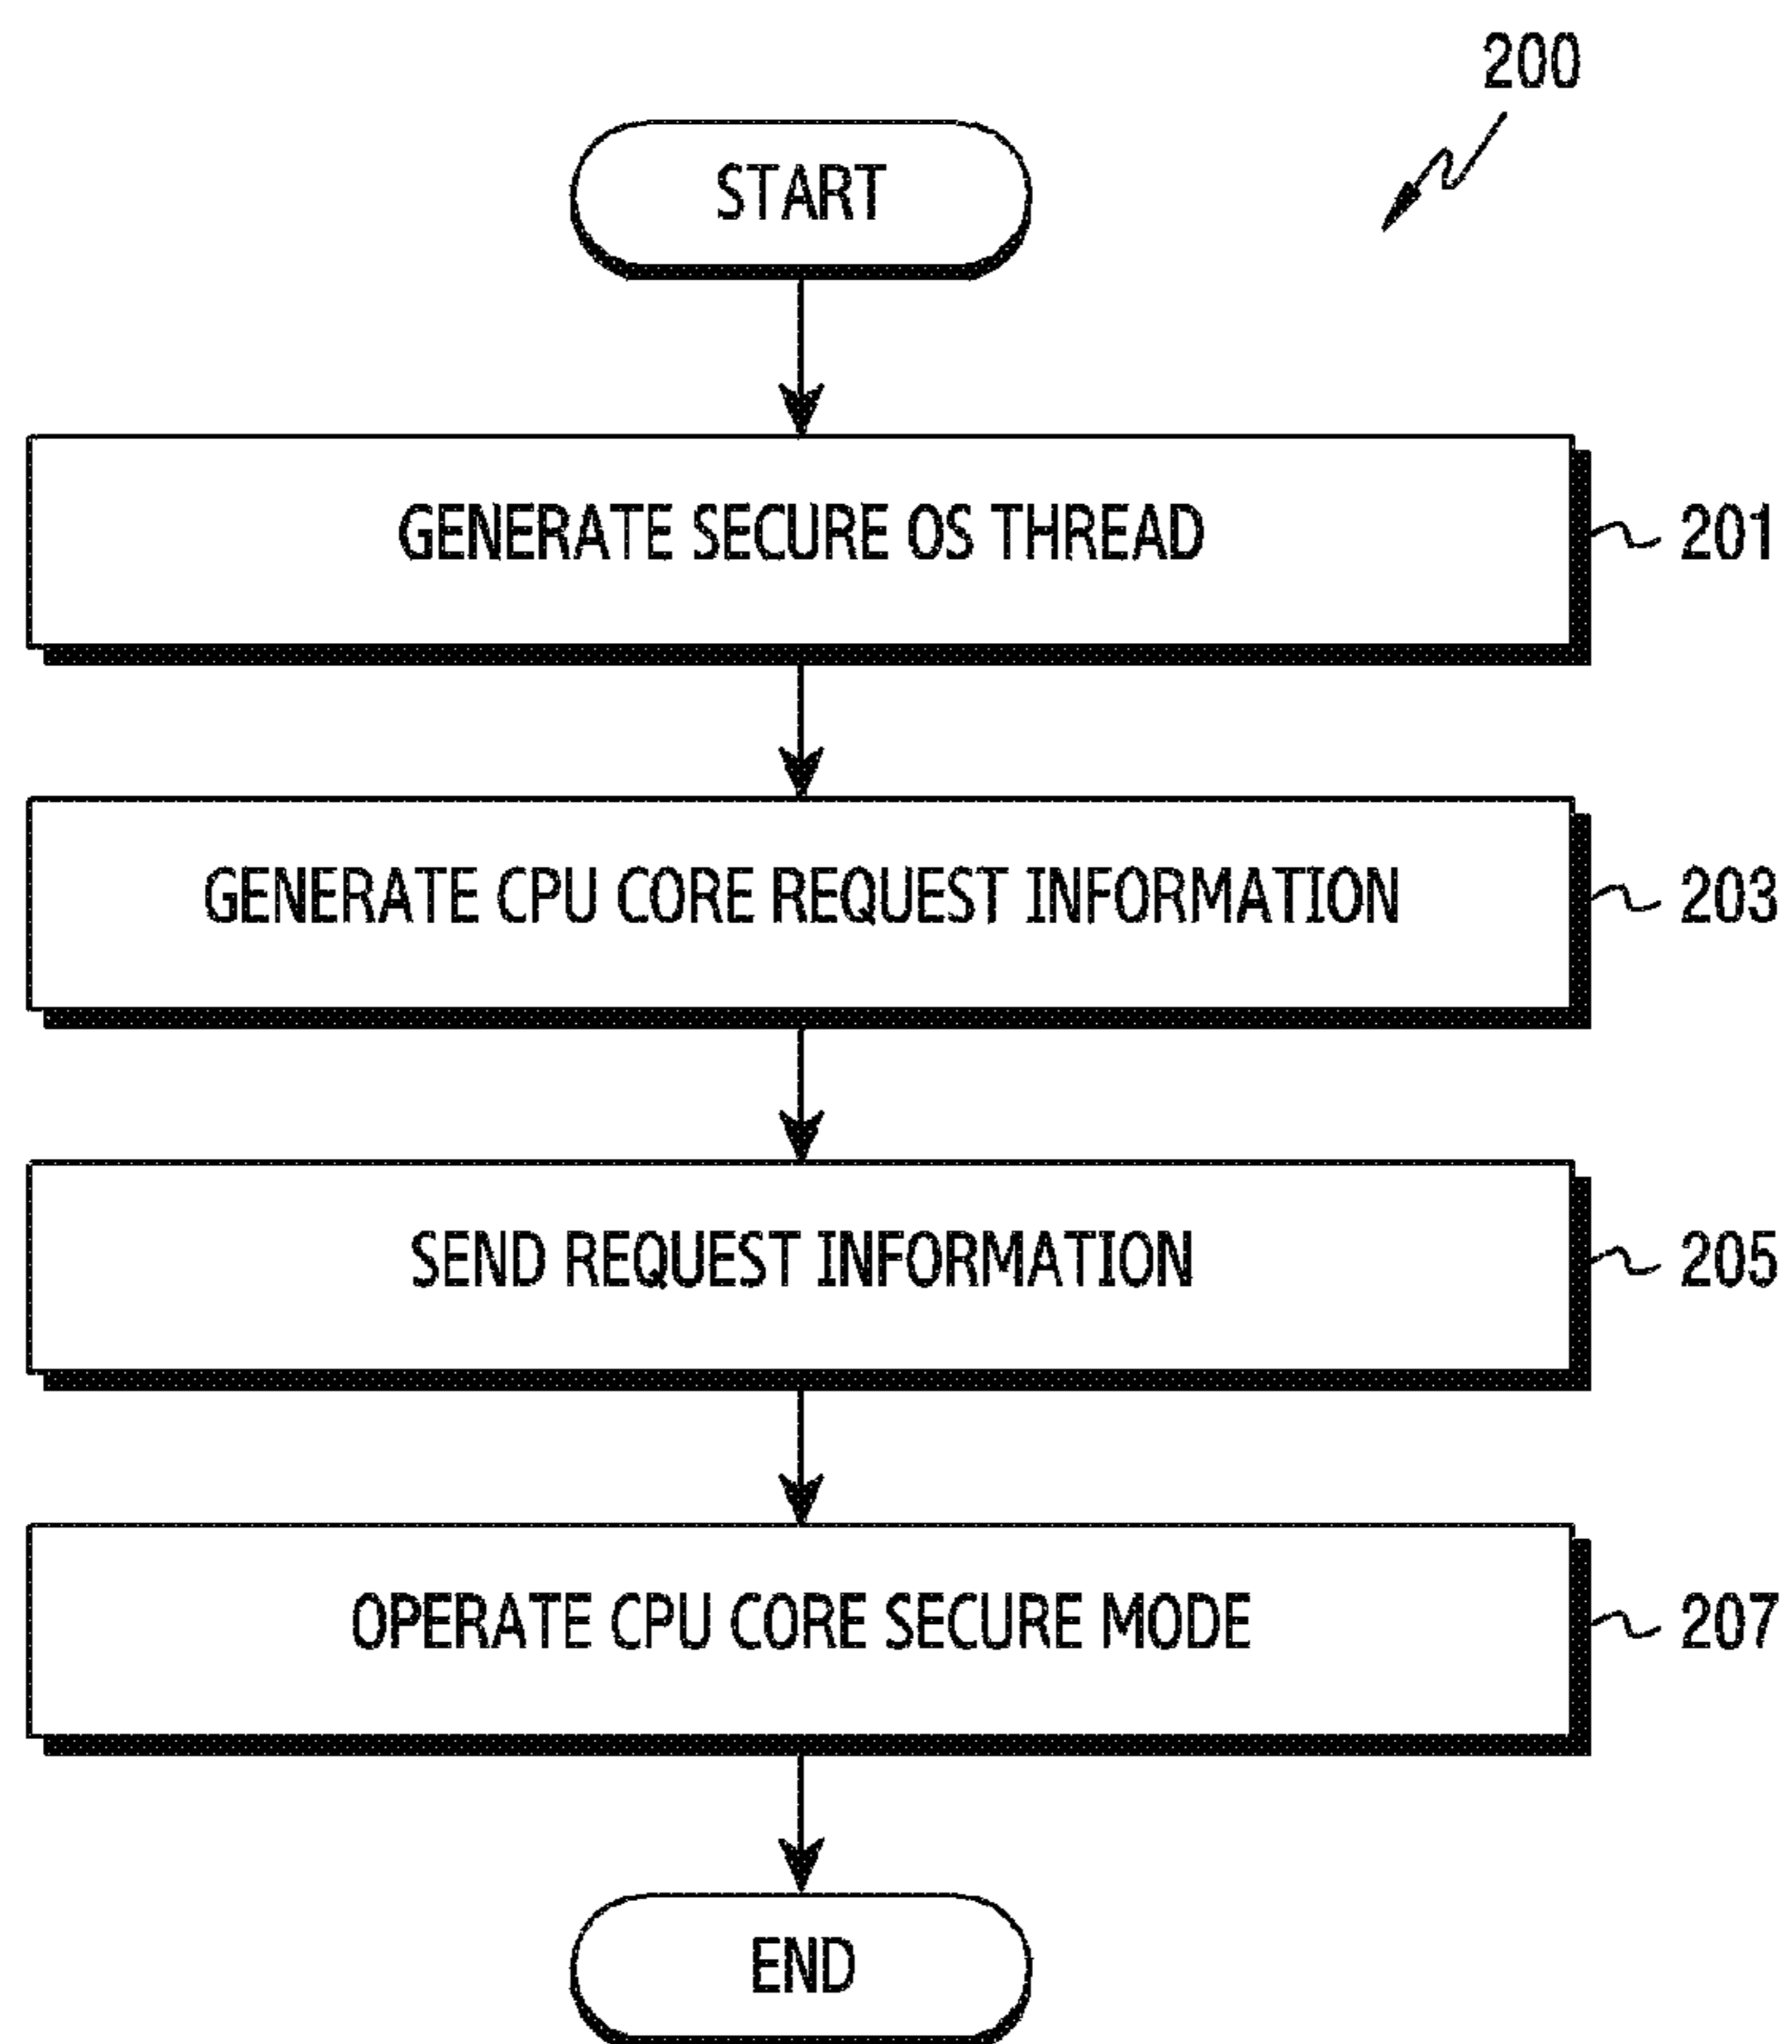 200
START
GENERATE SECURE OS THREAD
201
GENERATE CPU CORE REQUEST INFORMATION
203
SEND REQUEST INFORMATION
205
OPERATE CPU CORE SECURE MODE
207
END